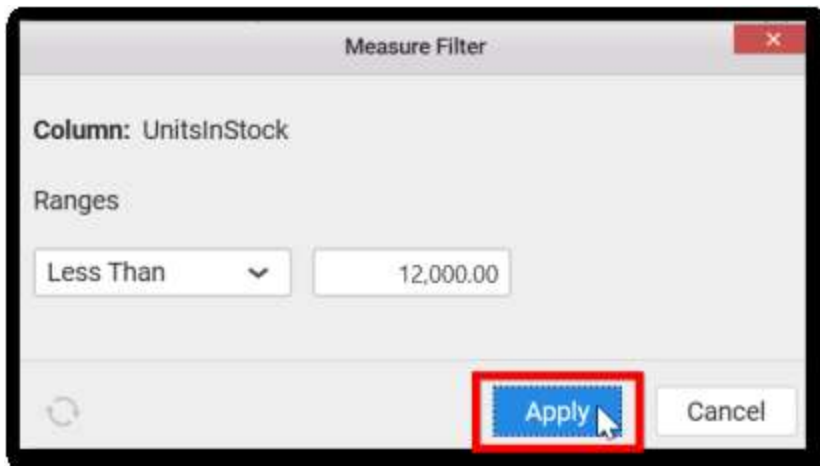 Measure Filter
Column: UnitsInStock
Ranges
Less Than 12,000.00
Apply Cancel